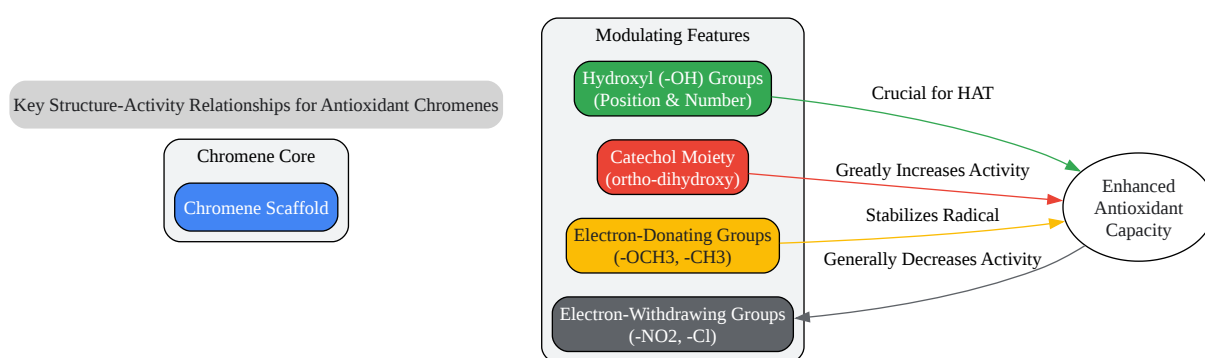 Key Structure-Activity Relationships for Antioxidant Chromenes
Chromene Core
Chromene Scaffold
Modulating Features
Hydroxyl (-OH) Groups
(Position & Number)
Catechol Moiety
(ortho-dihydroxy)
Electron-Donating Groups
(-OCH3, -CH3)
Electron-Withdrawing Groups
(-NO2, -Cl)
Crucial for HAT
Greatly Increases Activity
Stabilizes Radical
Generally Decreases Activity
Enhanced
Antioxidant
Capacity